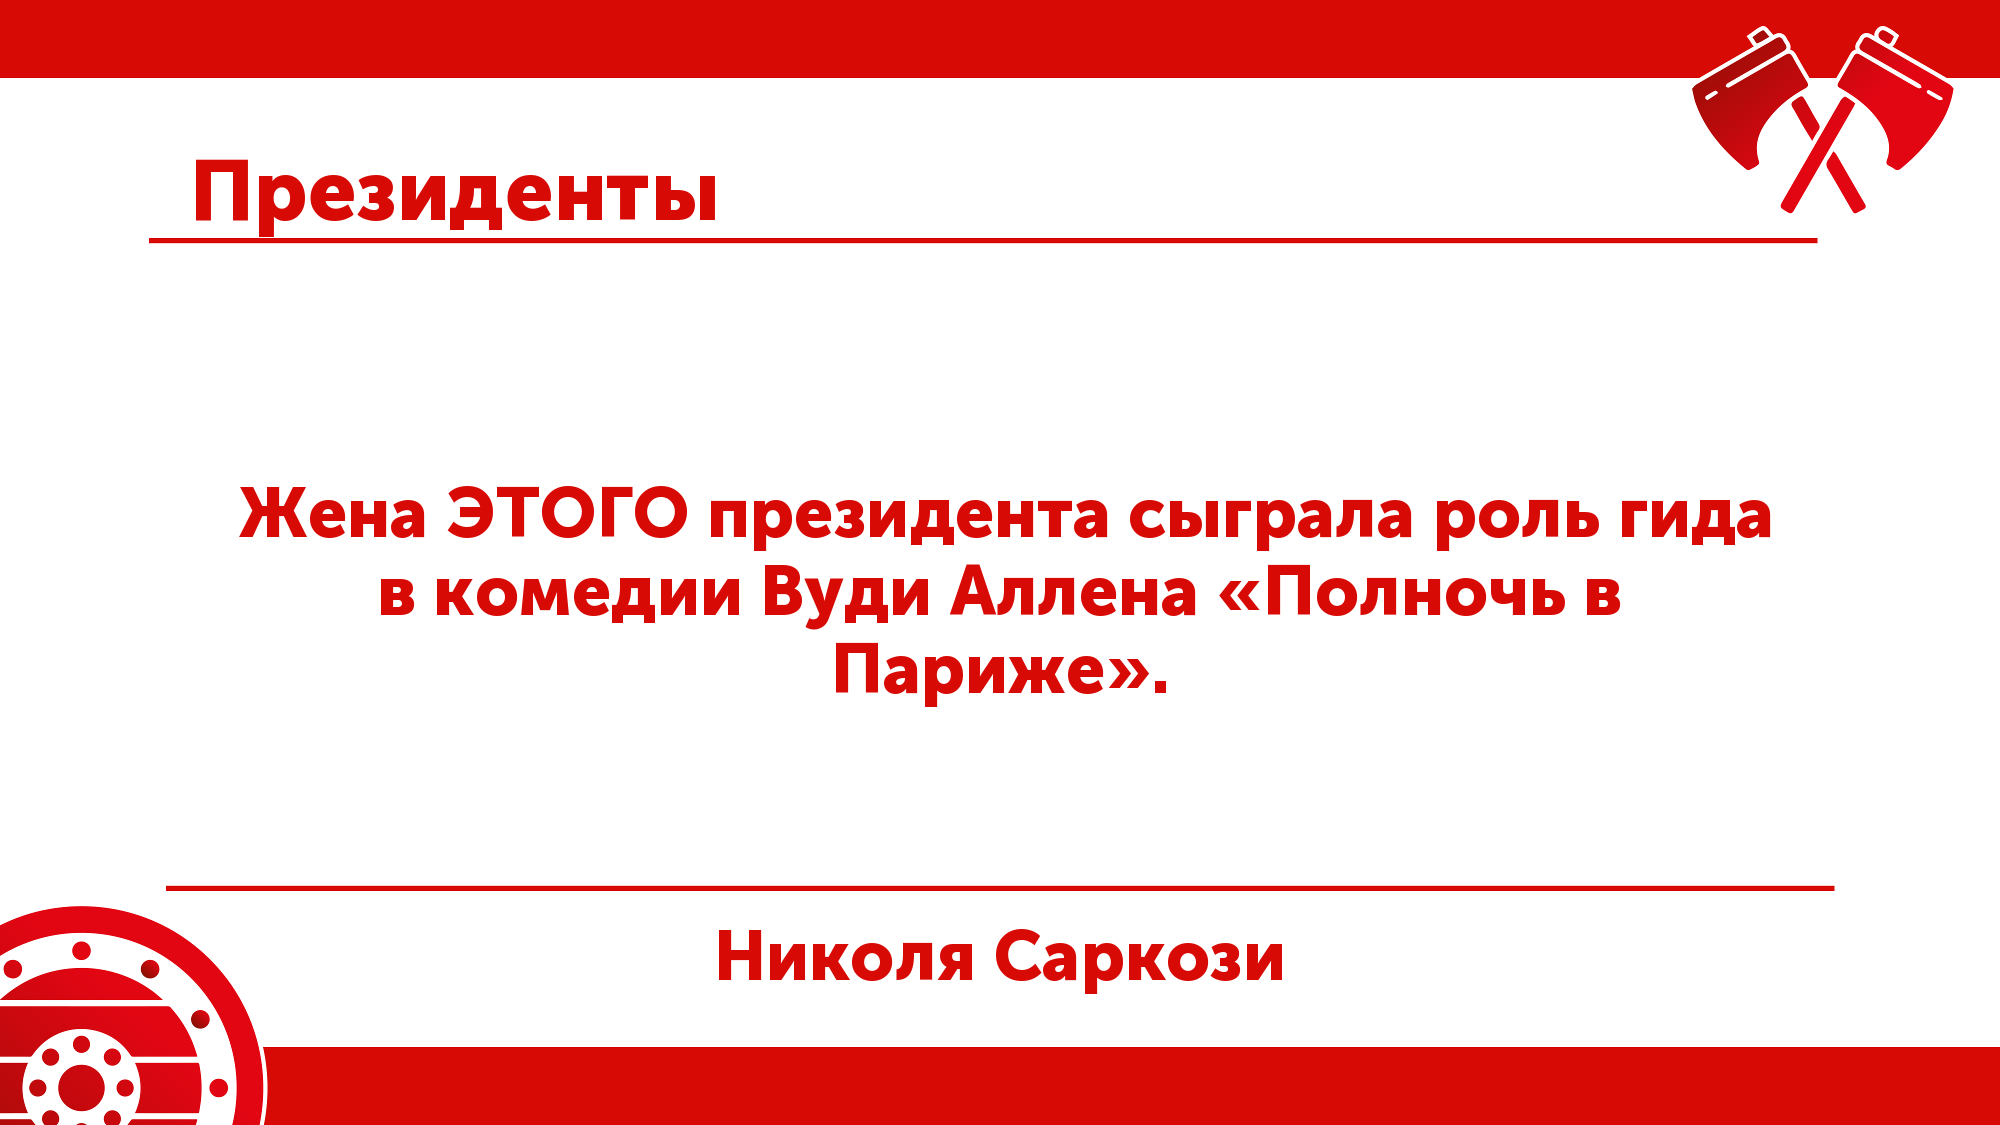 Президенты
Жена ЭТОГО президента сыграла роль гида
в комедии Вуди Аллена «Полночь в
Париже».
Николя Саркози